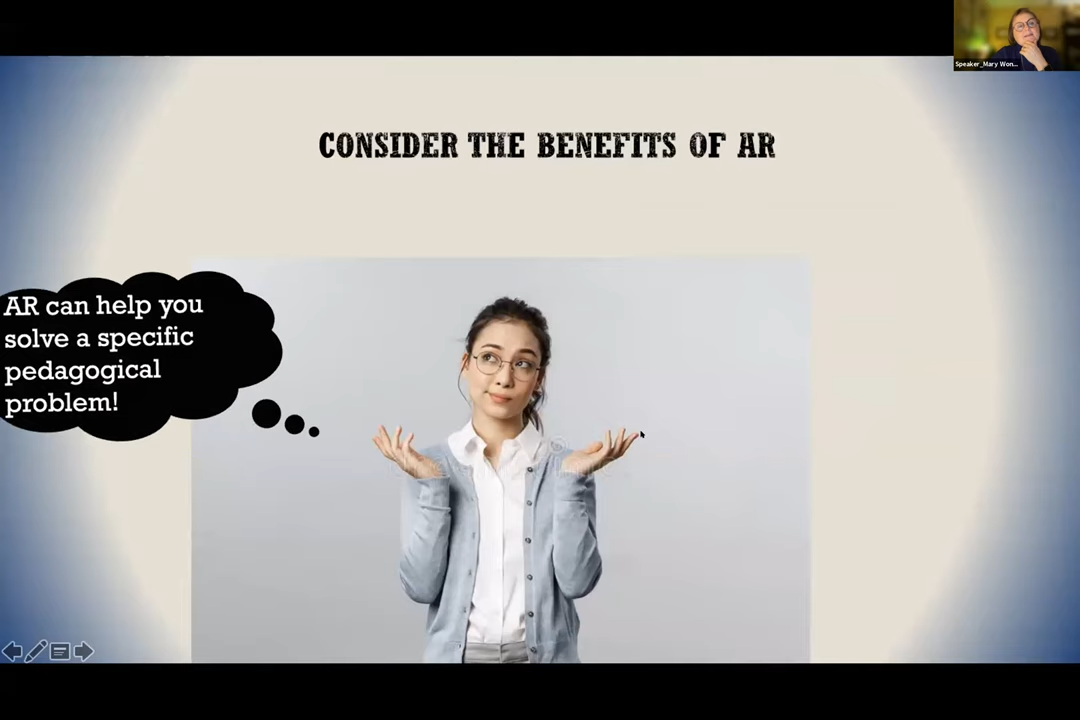 Speaker_Mary Won...
CONSIDER THE BENEFITS OF AR
AR can help you
solve a specific
pedagogical
problem!